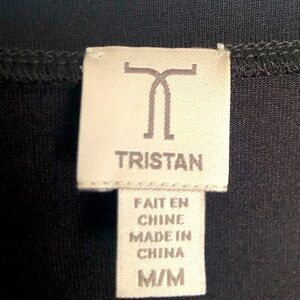 TRISTAN
FAIT EN
CHINE
MADE IN
CHINA
M/M